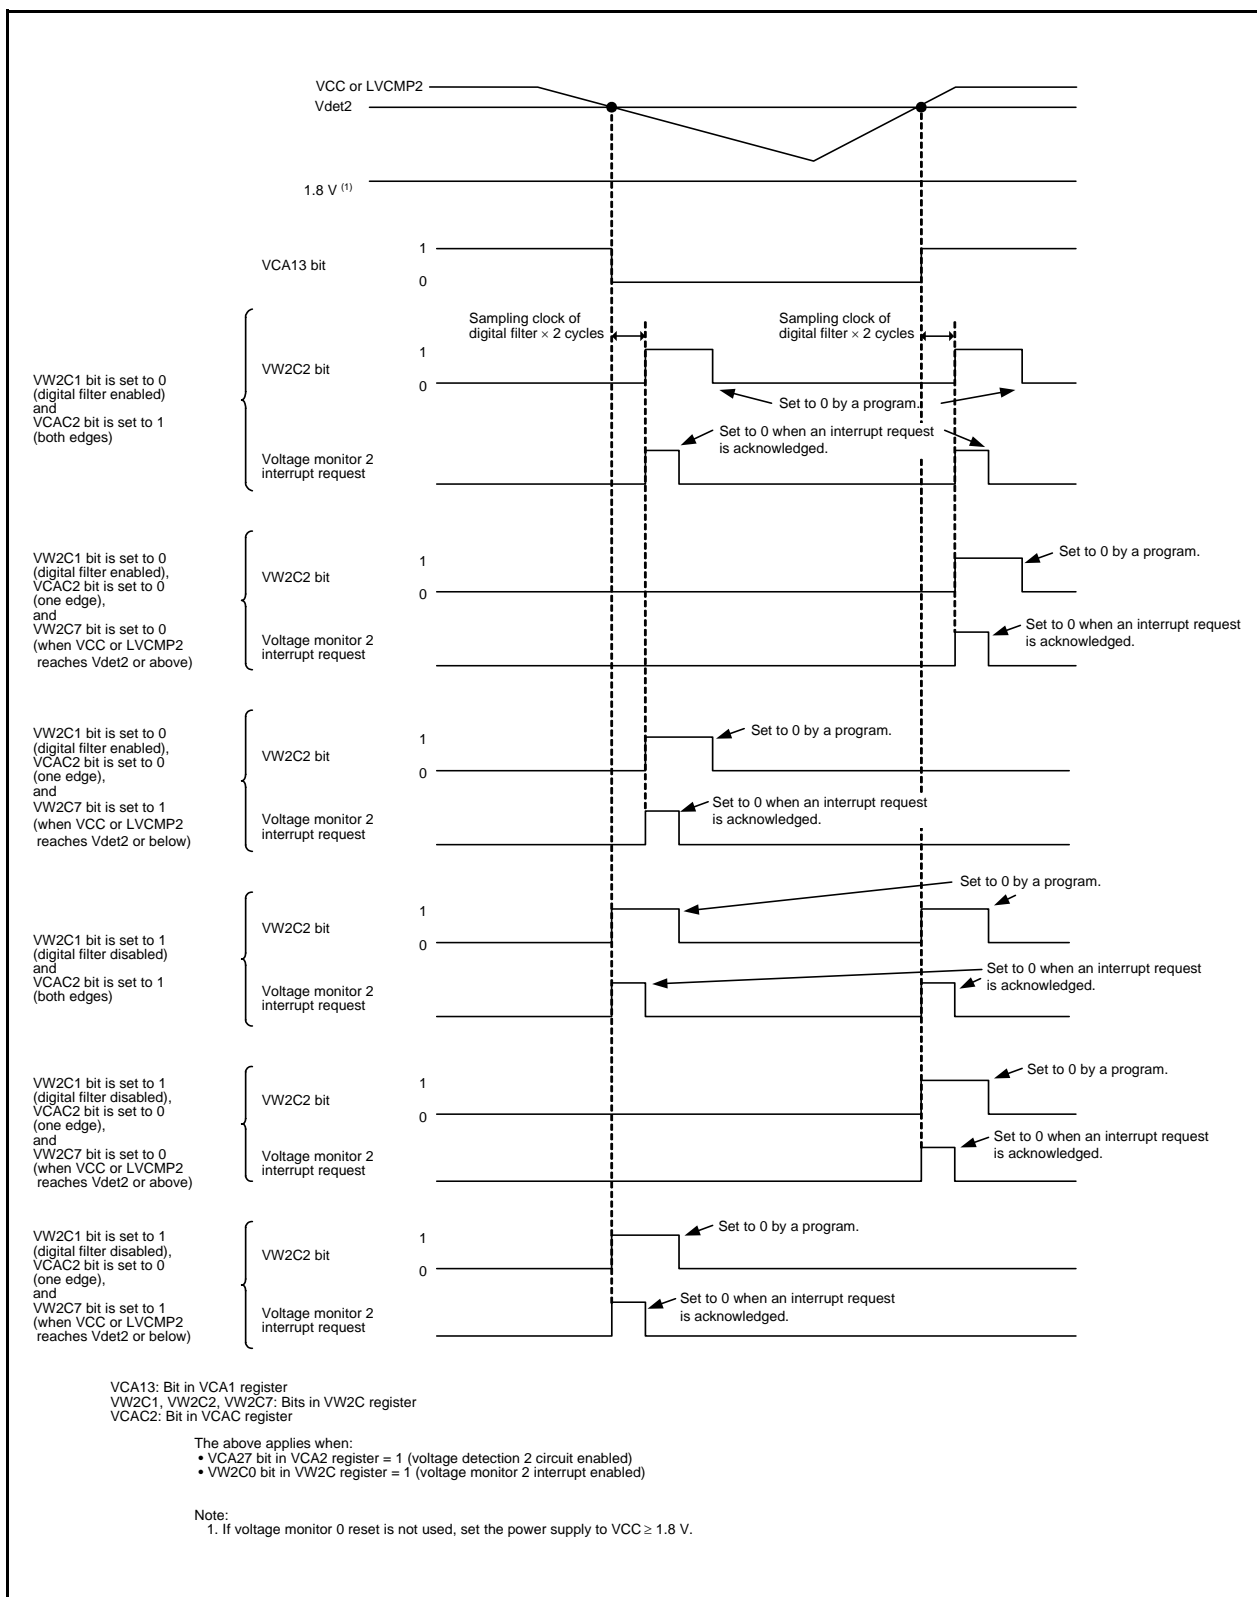 VCC or LVCMP2
Vdet2
1.8 V (1)
VCA13 bit
1
0
Sampling clock of
digital filter × 2 cycles
Sampling clock of
digital filter × 2 cycles
VW2C1 bit is set to 0
(digital filter enabled)
and
VCAC2 bit is set to 1
(both edges)
VW2C2 bit
1
0
Set to 0 by a program.
Voltage monitor 2
interrupt request
Set to 0 when an interrupt request
is acknowledged.
VW2C1 bit is set to 0
(digital filter enabled),
VCAC2 bit is set to 0
(one edge),
and
VW2C7 bit is set to 0
(when VCC or LVCMP2
reaches Vdet2 or above)
VW2C2 bit
1
0
Set to 0 by a program.
Voltage monitor 2
interrupt request
Set to 0 when an interrupt request
is acknowledged.
VW2C1 bit is set to 0
(digital filter enabled),
VCAC2 bit is set to 0
(one edge),
and
VW2C7 bit is set to 1
(when VCC or LVCMP2
reaches Vdet2 or below)
VW2C2 bit
1
0
Set to 0 by a program.
Voltage monitor 2
interrupt request
Set to 0 when an interrupt request
is acknowledged.
VW2C1 bit is set to 1
(digital filter disabled)
and
VCAC2 bit is set to 1
(both edges)
VW2C2 bit
1
0
Set to 0 by a program.
Voltage monitor 2
interrupt request
Set to 0 when an interrupt request
is acknowledged.
VW2C1 bit is set to 1
(digital filter disabled),
VCAC2 bit is set to 0
(one edge),
and
VW2C7 bit is set to 0
(when VCC or LVCMP2
reaches Vdet2 or above)
VW2C2 bit
1
0
Set to 0 by a program.
Voltage monitor 2
interrupt request
Set to 0 when an interrupt request
is acknowledged.
VW2C1 bit is set to 1
(digital filter disabled),
VCAC2 bit is set to 0
(one edge),
and
VW2C7 bit is set to 1
(when VCC or LVCMP2
reaches Vdet2 or below)
VW2C2 bit
1
0
Set to 0 by a program.
Voltage monitor 2
interrupt request
Set to 0 when an interrupt request
is acknowledged.
VCA13: Bit in VCA1 register
VW2C1, VW2C2, VW2C7: Bits in VW2C register
VCAC2: Bit in VCAC register
The above applies when:
• VCA27 bit in VCA2 register = 1 (voltage detection 2 circuit enabled)
• VW2C0 bit in VW2C register = 1 (voltage monitor 2 interrupt enabled)
Note:
1. If voltage monitor 0 reset is not used, set the power supply to VCC ≥ 1.8 V.